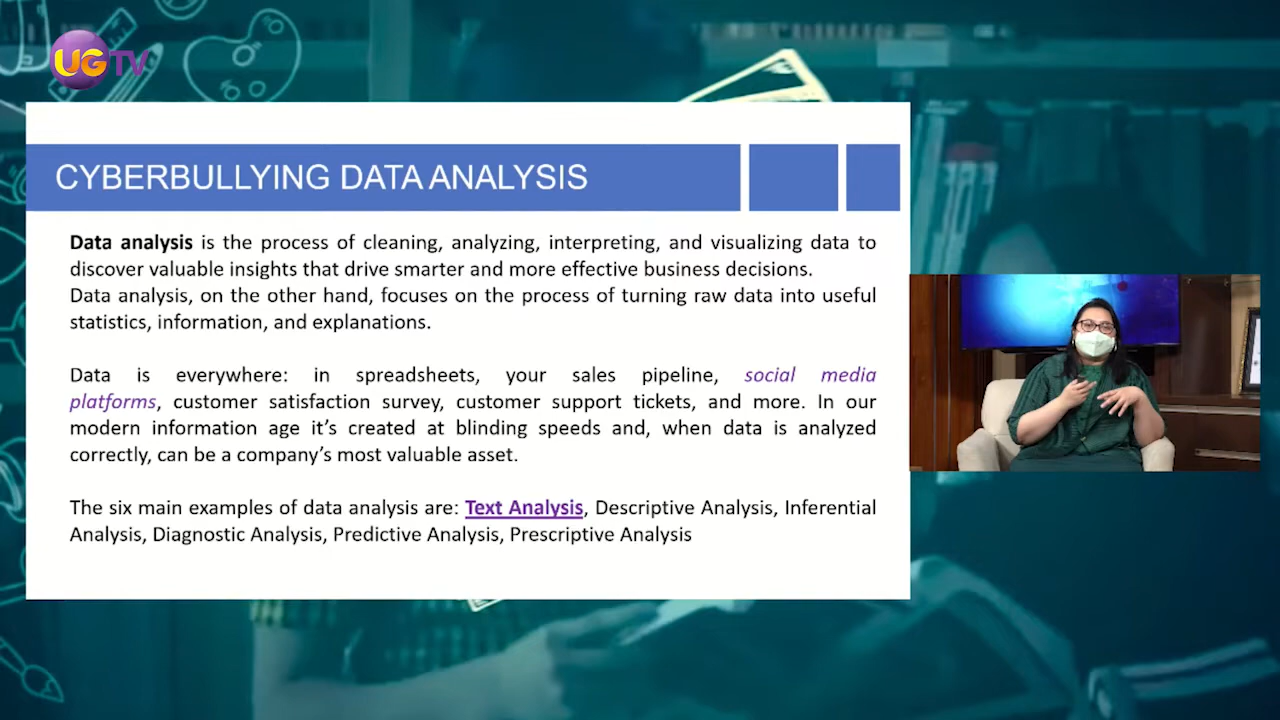 UGTV
CYBERBULLYING DATA ANALYSIS
Data analysis is the process of cleaning, analyzing, interpreting, and visualizing data to
discover valuable insights that drive smarter and more effective business decisions.
Data analysis, on the other hand, focuses on the process of turning raw data into useful
statistics, information, and explanations.
Data is everywhere: in spreadsheets, your sales pipeline, social media
platforms, customer satisfaction survey, customer support tickets, and more. In our
modern information age it’s created at blinding speeds and, when data is analyzed
correctly, can be a company’s most valuable asset.
The six main examples of data analysis are: Text Analysis, Descriptive Analysis, Inferential
Analysis, Diagnostic Analysis, Predictive Analysis, Prescriptive Analysis